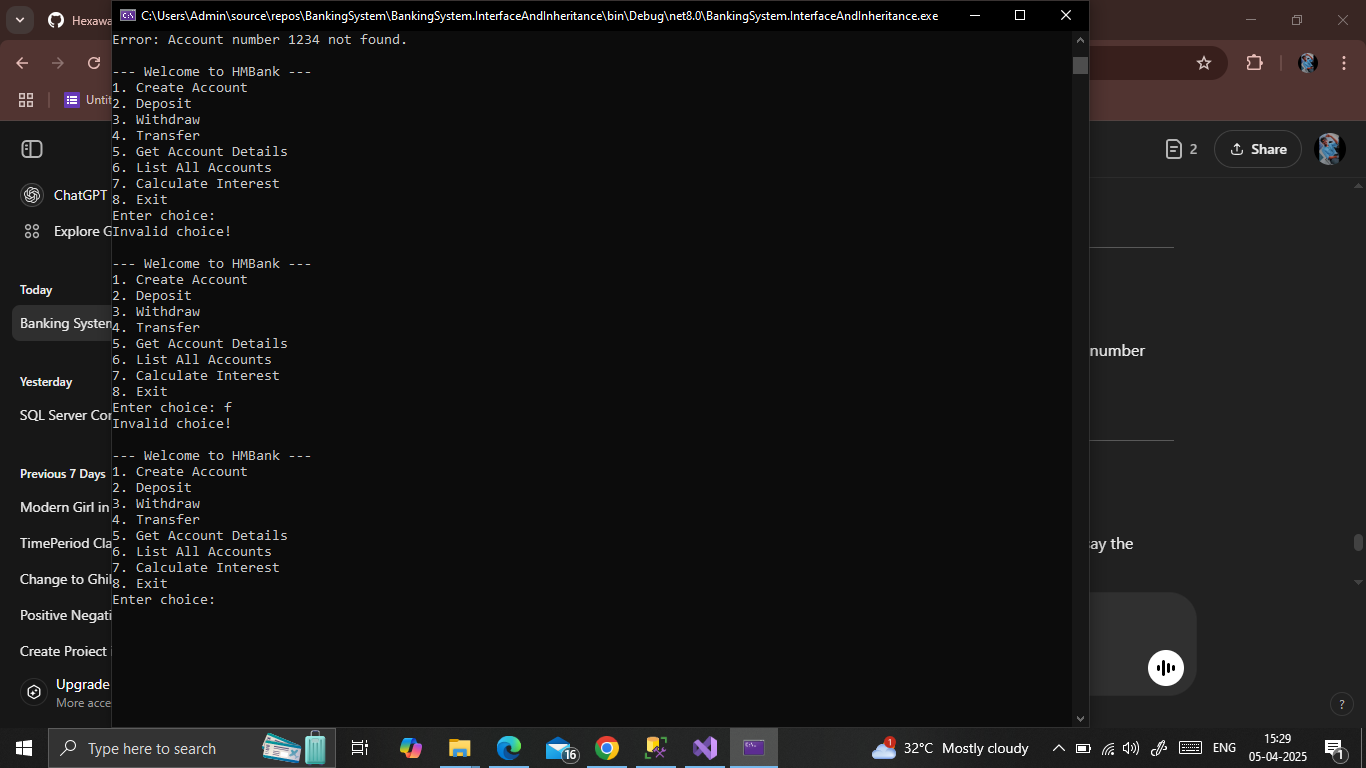 C:\Users\Admin\source\repos\BankingSystem\BankingSystem.InterfaceAndInheritance\bin\Debug\net8.0\BankingSystem.InterfaceAndInheritance.exe
Error: Account number 1234 not found.
--- Welcome to HMBank ---
1. Create Account
2. Deposit
3. Withdraw
4. Transfer
5. Get Account Details
6. List All Accounts
7. Calculate Interest
8. Exit
Enter choice:
Invalid choice!
--- Welcome to HMBank ---
1. Create Account
2. Deposit
3. Withdraw
4. Transfer
5. Get Account Details
6. List All Accounts
7. Calculate Interest
8. Exit
Enter choice: f
Invalid choice!
--- Welcome to HMBank ---
1. Create Account
2. Deposit
3. Withdraw
4. Transfer
5. Get Account Details
6. List All Accounts
7. Calculate Interest
8. Exit
Enter choice:
Hexawa
Untit
ChatGPT
Explore G
Today
Banking System
Yesterday
SQL Server Cor
Previous 7 Days
Modern Girl in
TimePeriod Cla
Change to Ghil
Positive Negati
Create Project i
Upgrade
More acce
2
Share
number
ay the
?
Type here to search
16
1
32°C Mostly cloudy
ENG
15:29
05-04-2025
1